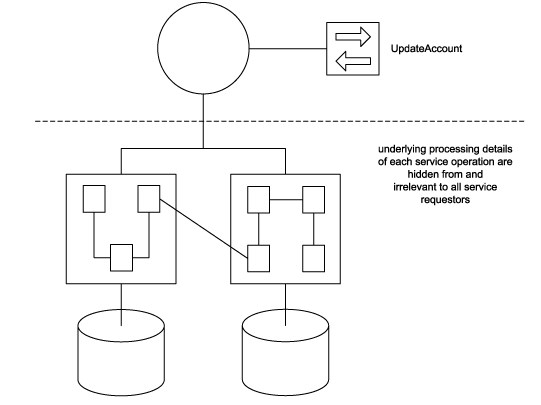 UpdateAccount
underlying processing details
of each service operation are
hidden from and
irrelevant to all service
requestors